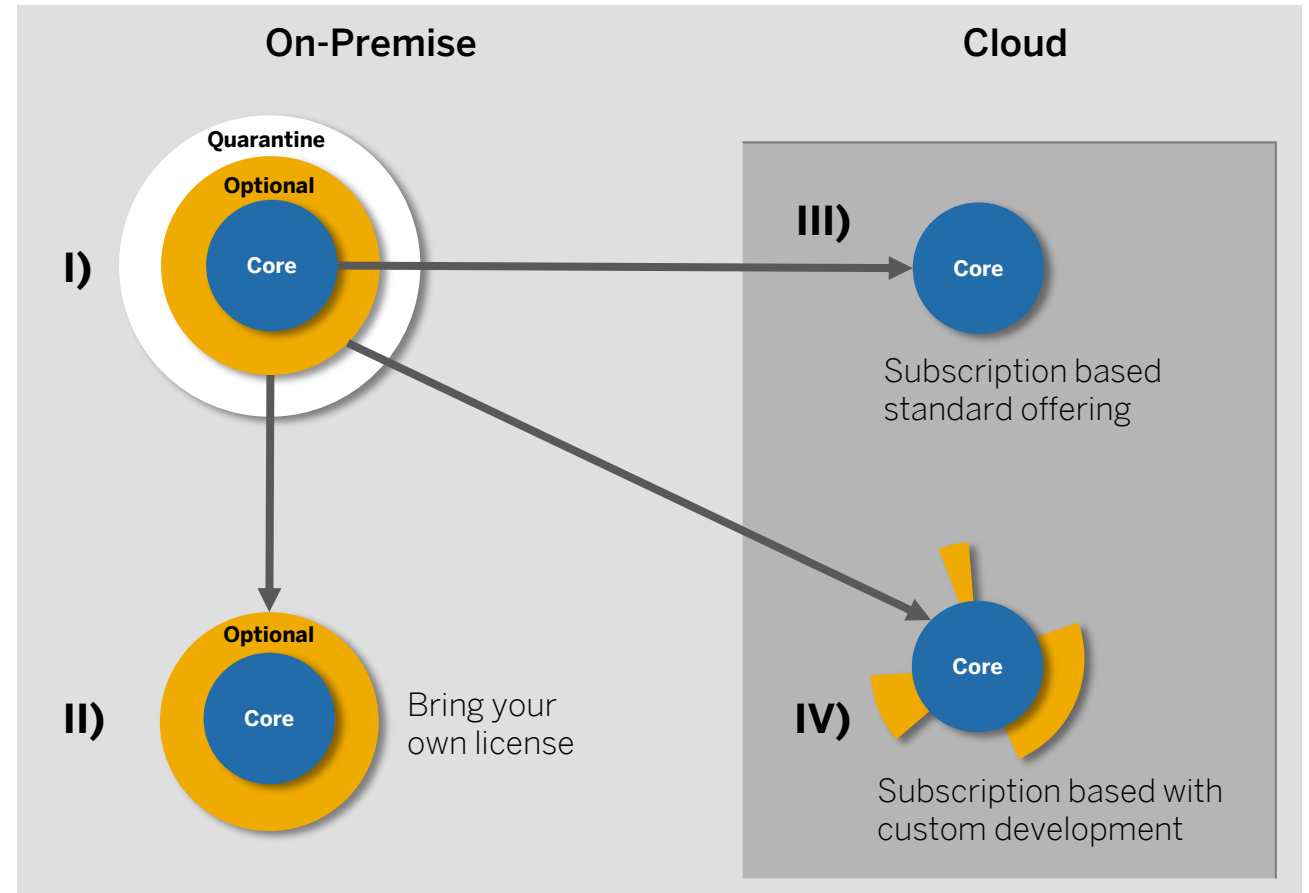 On-Premise
Cloud
Quarantine
Optional
Core
I)
III)
Core
Subscription based
standard offering
Optional
Core
II)
Bring your
own license
Core
IV)
Subscription based with
custom development